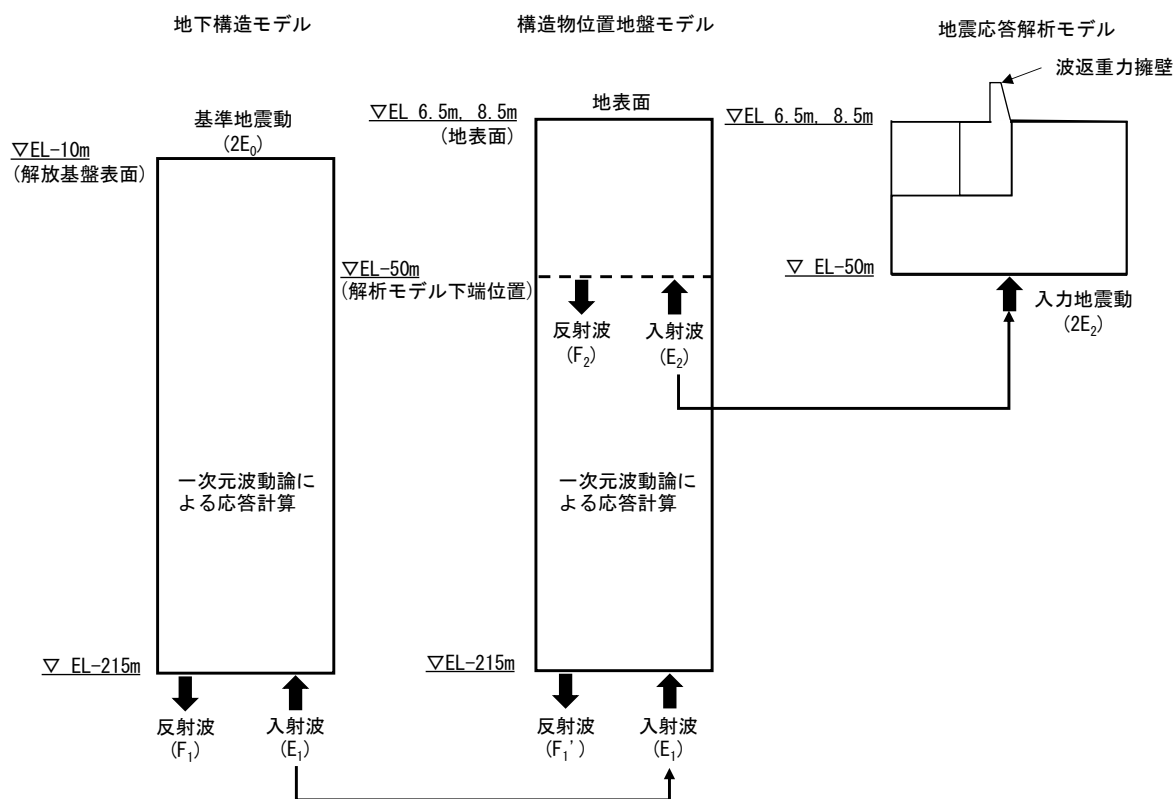 地下構造モデル
基準地震動
(2E₀)
▽EL-10m
(解放基盤表面)
一次元波動論に
よる応答計算
▽ EL-215m
反射波
(F₁)
入射波
(E₁)
構造物位置地盤モデル
地表面
▽EL 6.5m, 8.5m
(地表面)
▽EL-50m
(解析モデル下端位置)
反射波
(F₂)
入射波
(E₂)
一次元波動論に
よる応答計算
▽EL-215m
反射波
(F₁')
入射波
(E₁)
地震応答解析モデル
波返重力擁壁
▽EL 6.5m, 8.5m
▽ EL-50m
入力地震動
(2E₂)